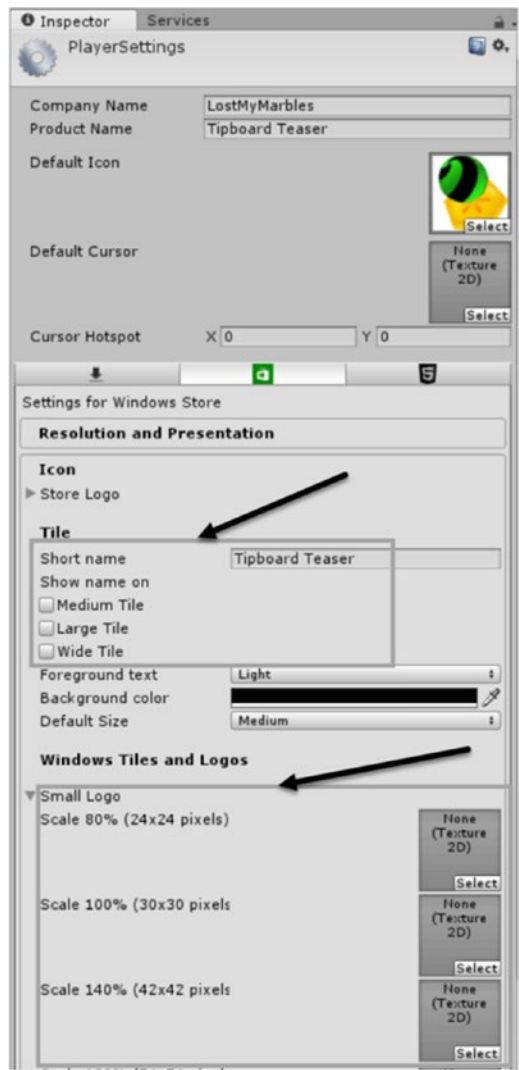 Inspector Services
PlayerSettings
Company Name LostMyMarbles
Product Name Tipboard Teaser
Default Icon
Select
Default Cursor
None
(Texture
2D)
Select
Cursor Hotspot X 0 Y 0
Settings for Windows Store
Resolution and Presentation
Icon
Store Logo
Tile
Short name Tipboard Teaser
Show name on
Medium Tile
Large Tile
Wide Tile
Foreground text Light
Background color
Default Size Medium
Windows Tiles and Logos
Small Logo
Scale 80% (24x24 pixels)
None
(Texture
2D)
Select
Scale 100% (30x30 pixels
None
(Texture
2D)
Select
Scale 140% (42x42 pixels
None
(Texture
2D)
Select